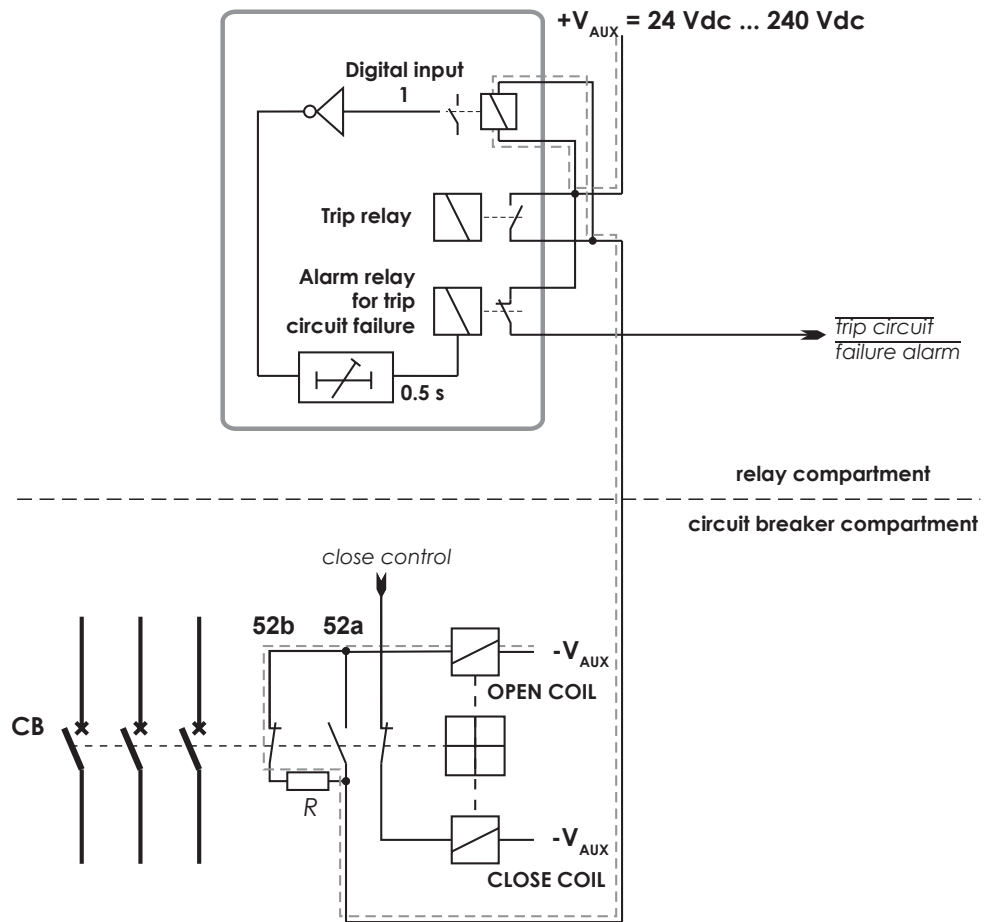 +VAUX = 24 Vdc ... 240 Vdc
Digital input
1
Trip relay
Alarm relay
for trip
circuit failure
0.5 s
trip circuit
failure alarm
relay compartment
circuit breaker compartment
close control
52b 52a
-VAUX
OPEN COIL
CB
R
-VAUX
CLOSE COIL